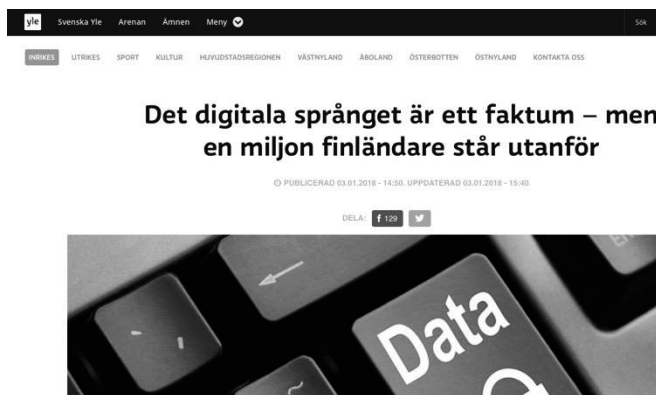 yle Svenska Yle Arenan Ämnen Meny Sök
INRIKES UTRIKES SPORT KULTUR HUVUDSTADSREGIONEN VÄSTNYLAND ÅBOLAND ÖSTERBOTTEN ÖSTNYLAND KONTAKTA OSS
Det digitala språnget är ett faktum – men
en miljon finländare står utanför
PUBLICERAD 03.01.2018 - 14:50. UPPDATERAD 03.01.2018 - 15:40
DELA: f 129
Data